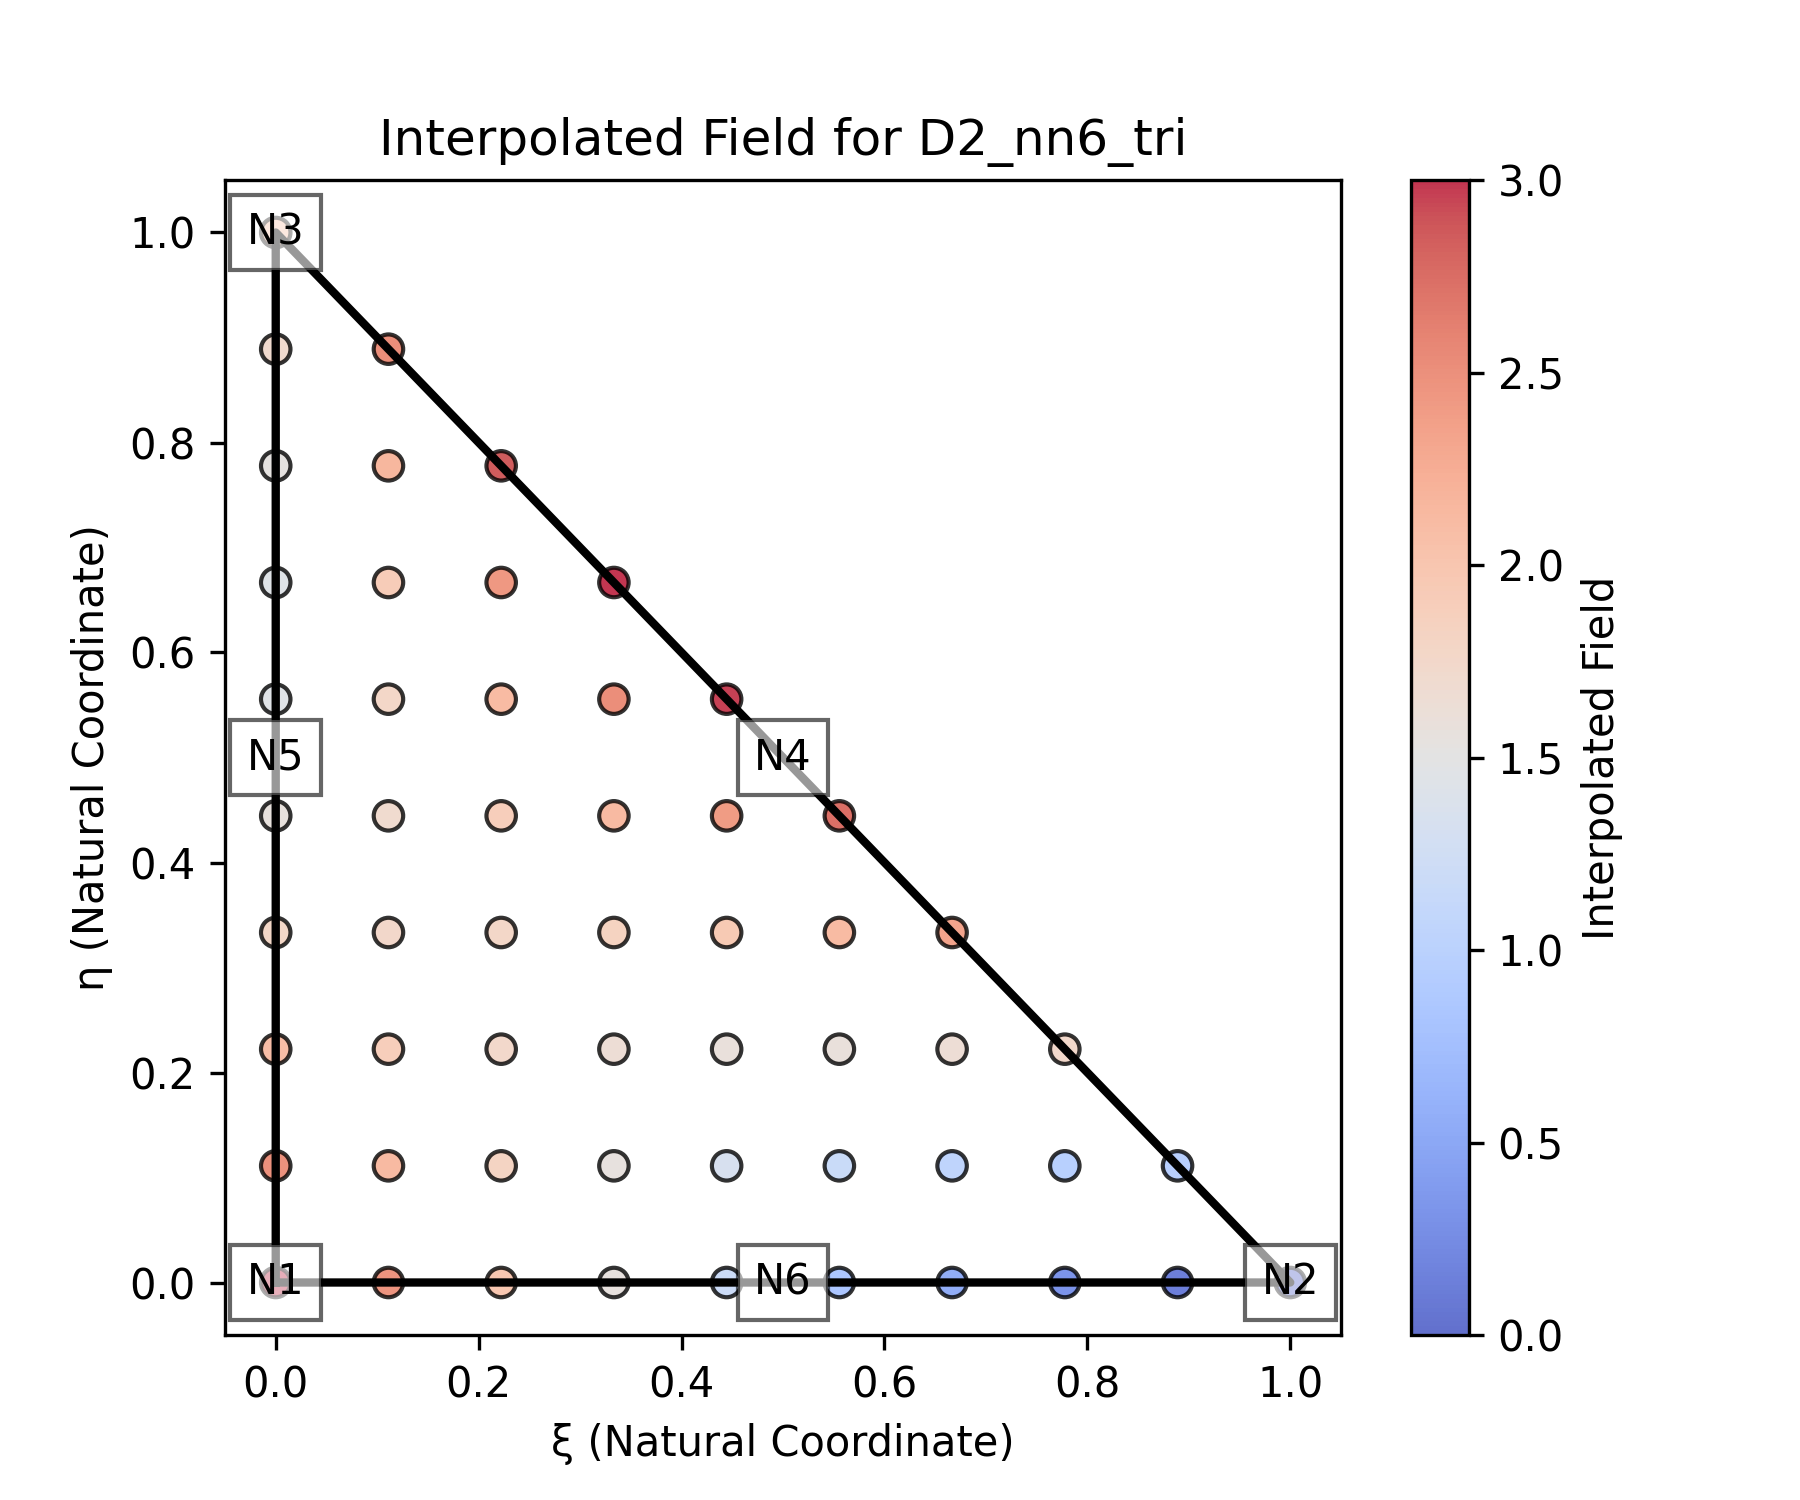 Interpolated Field for D2_nn6_tri
N3
N5
N4
N1
N6
N2
1.0
0.8
0.6
0.4
0.2
0.0
η (Natural Coordinate)
0.0
0.2
0.4
0.6
0.8
1.0
ξ (Natural Coordinate)
3.0
2.5
2.0
1.5
1.0
0.5
0.0
Interpolated Field